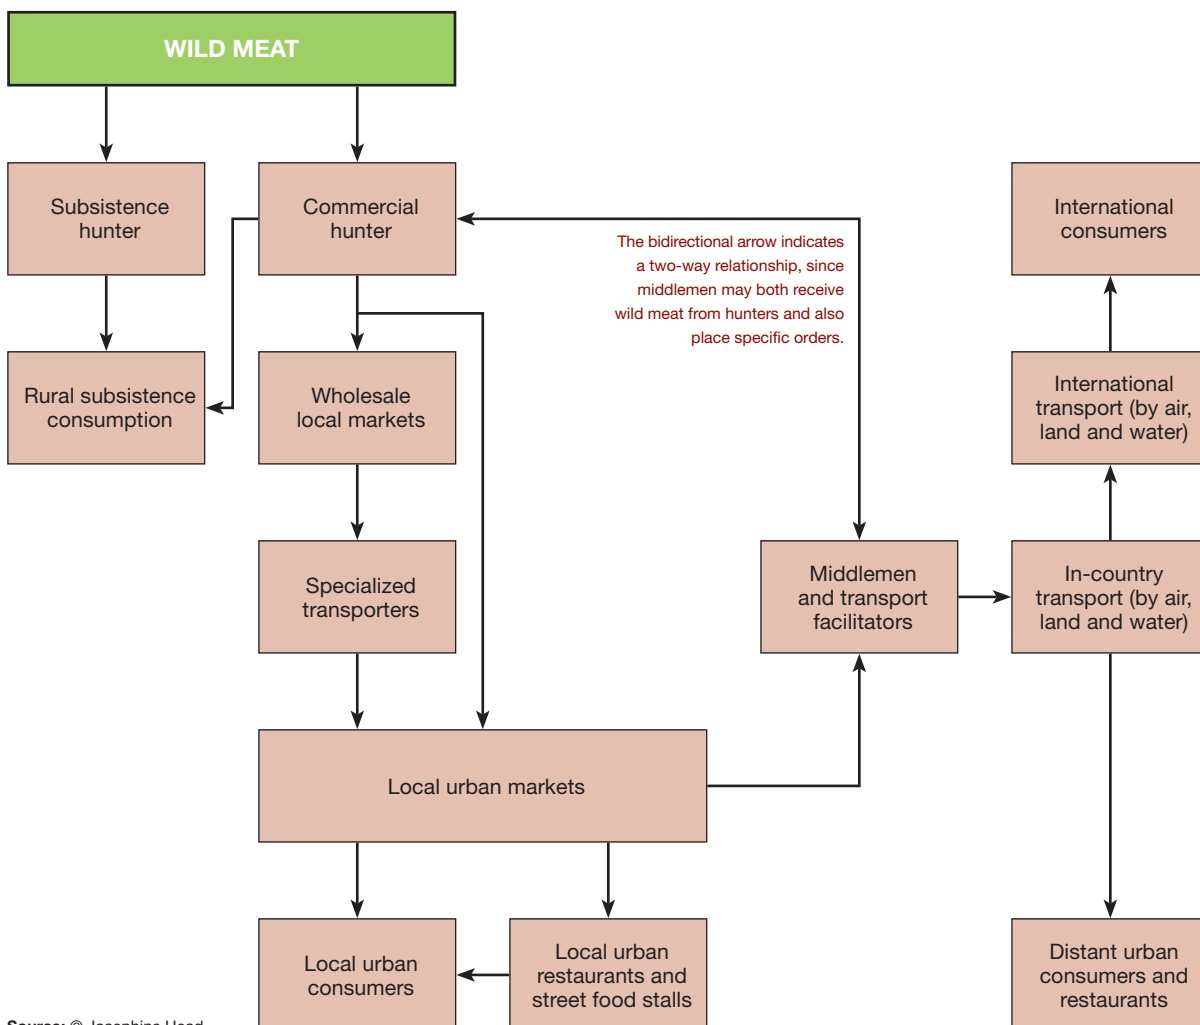 WILD MEAT
Subsistence
hunter
Commercial
hunter
International
consumers
The bidirectional arrow indicates
a two-way relationship, since
middlemen may both receive
wild meat from hunters and also
place specific orders.
Rural subsistence
consumption
Wholesale
local markets
International
transport (by air,
land and water)
Specialized
transporters
Middlemen
and transport
facilitators
In-country
transport (by air,
land and water)
Local urban markets
Local urban
consumers
Local urban
restaurants and
street food stalls
Distant urban
consumers and
restaurants
Source: © Josephine Head